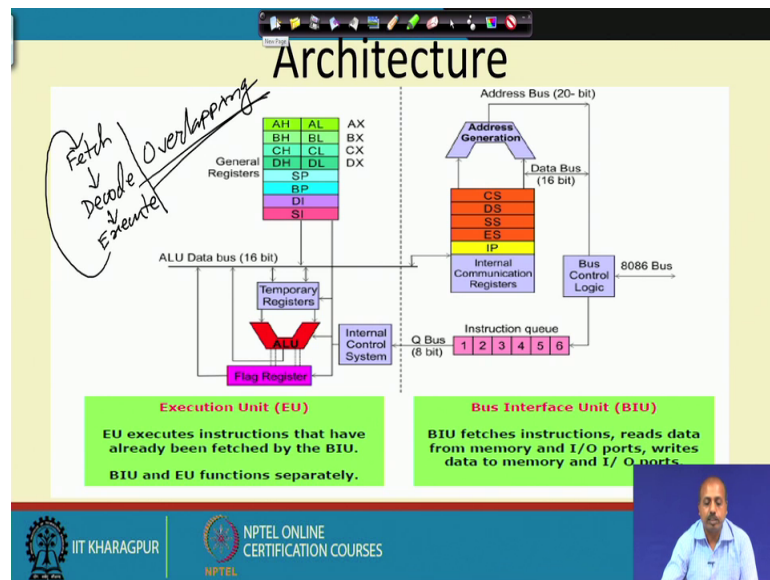 New Page
Architecture
Fetch
Decode
Execute
Overlapping
General
Registers
AH AL AX
BH BL BX
CH CL CX
DH DL DX
SP
BP
DI
SI
ALU Data bus (16 bit)
Temporary
Registers
ALU
Flag Register
Internal
Control
System
Address Bus (20- bit)
Address
Generation
Data Bus
(16 bit)
CS
DS
SS
ES
IP
Internal
Communication
Registers
Bus
Control
Logic
8086 Bus
Q Bus
(8 bit)
Instruction queue
1 2 3 4 5 6
Execution Unit (EU)
EU executes instructions that have
already been fetched by the BIU.
BIU and EU functions separately.
Bus Interface Unit (BIU)
BIU fetches instructions, reads data
from memory and I/O ports, writes
data to memory and I/ O ports.
IIT KHARAGPUR
NPTEL
NPTEL ONLINE
CERTIFICATION COURSES